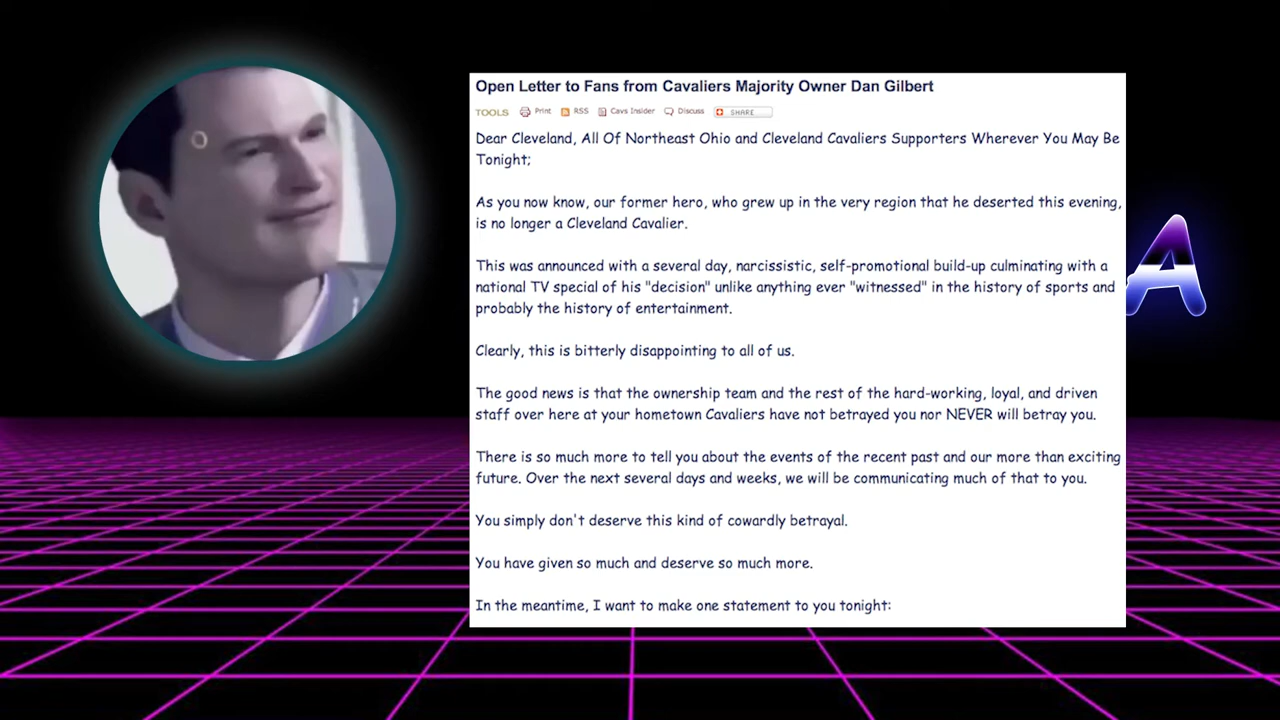 Open Letter to Fans from Cavaliers Majority Owner Dan Gilbert
TOOLS Print RSS Cavs Insider Discuss SHARE
Dear Cleveland, All Of Northeast Ohio and Cleveland Cavaliers Supporters Wherever You May Be
Tonight;
As you now know, our former hero, who grew up in the very region that he deserted this evening,
is no longer a Cleveland Cavalier.
This was announced with a several day, narcissistic, self-promotional build-up culminating with a
national TV special of his "decision" unlike anything ever "witnessed" in the history of sports and
probably the history of entertainment.
Clearly, this is bitterly disappointing to all of us.
The good news is that the ownership team and the rest of the hard-working, loyal, and driven
staff over here at your hometown Cavaliers have not betrayed you nor NEVER will betray you.
There is so much more to tell you about the events of the recent past and our more than exciting
future. Over the next several days and weeks, we will be communicating much of that to you.
You simply don't deserve this kind of cowardly betrayal.
You have given so much and deserve so much more.
In the meantime, I want to make one statement to you tonight:
A